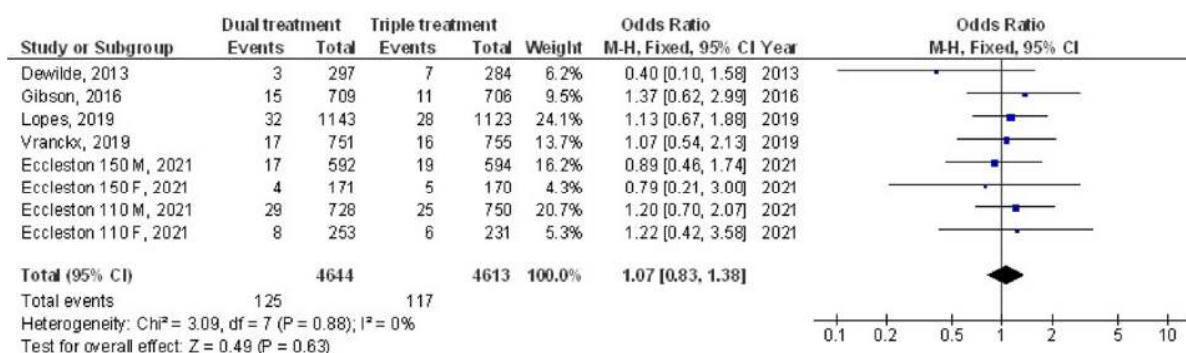 Dual treatment Triple treatment Odds Ratio Odds Ratio
Study or Subgroup Events Total Events Total Weight M-H, Fixed, 95% CI Year M-H, Fixed, 95% CI
Dewilde, 2013 3 297 7 284 6.2% 0.40 [0.10, 1.58] 2013
Gibson, 2016 15 709 11 706 9.5% 1.37 [0.62, 2.99] 2016
Lopes, 2019 32 1143 28 1123 24.1% 1.13 [0.67, 1.88] 2019
Vranckx, 2019 17 751 16 755 13.7% 1.07 [0.54, 2.13] 2019
Eccleston 150 M, 2021 17 592 19 594 16.2% 0.89 [0.46, 1.74] 2021
Eccleston 150 F, 2021 4 171 5 170 4.3% 0.79 [0.21, 3.00] 2021
Eccleston 110 M, 2021 29 728 25 750 20.7% 1.20 [0.70, 2.07] 2021
Eccleston 110 F, 2021 8 253 6 231 5.3% 1.22 [0.42, 3.58] 2021
Total (95% CI) 4644 4613 100.0% 1.07 [0.83, 1.38]
Total events 125 117
Heterogeneity: Chi² = 3.09, df = 7 (P = 0.88); I² = 0%
Test for overall effect: Z = 0.49 (P = 0.63)
0.1 0.2 0.5 1 2 5 10